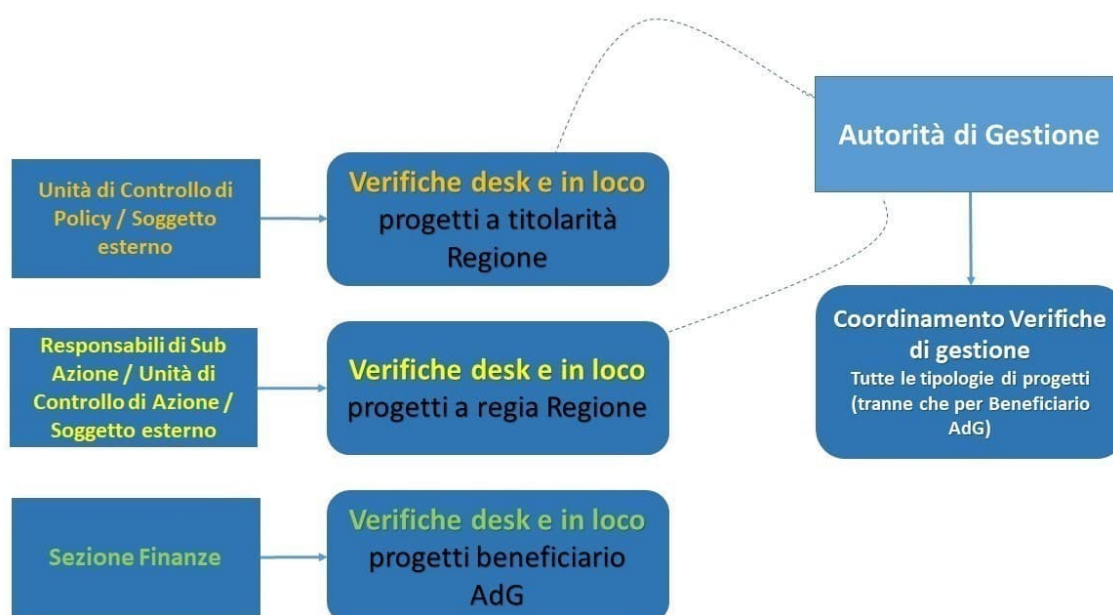 Unità di Controllo di
Policy / Soggetto
esterno
Verifiche desk e in loco
progetti a titolarità
Regione
Responsabili di Sub
Azione / Unità di
Controllo di Azione /
Soggetto esterno
Verifiche desk e in loco
progetti a regia Regione
Sezione Finanze
Verifiche desk e in loco
progetti beneficiario
AdG
Autorità di Gestione
Coordinamento Verifiche
di gestione
Tutte le tipologie di progetti
(tranne che per Beneficiario
AdG)